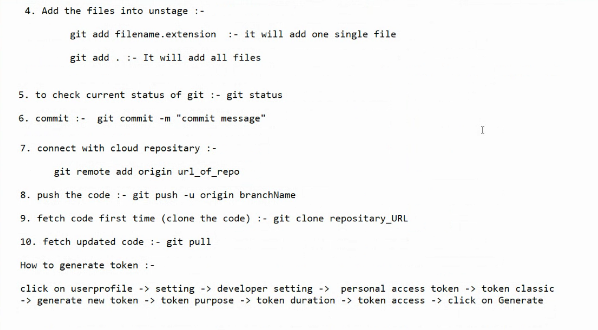 4. Add the files into unstage :-
git add filename.extension :- it will add one single file
git add . :- It will add all files
5. to check current status of git :- git status
6. commit :- git commit -m "commit message"
7. connect with cloud repositary :-
git remote add origin url_of_repo
8. push the code :- git push -u origin branchName
9. fetch code first time (clone the code) :- git clone repositary_URL
10. fetch updated code :- git pull
How to generate token :-
click on userprofile -> setting -> developer setting -> personal access token -> token classic
-> generate new token -> token purpose -> token duration -> token access -> click on Generate